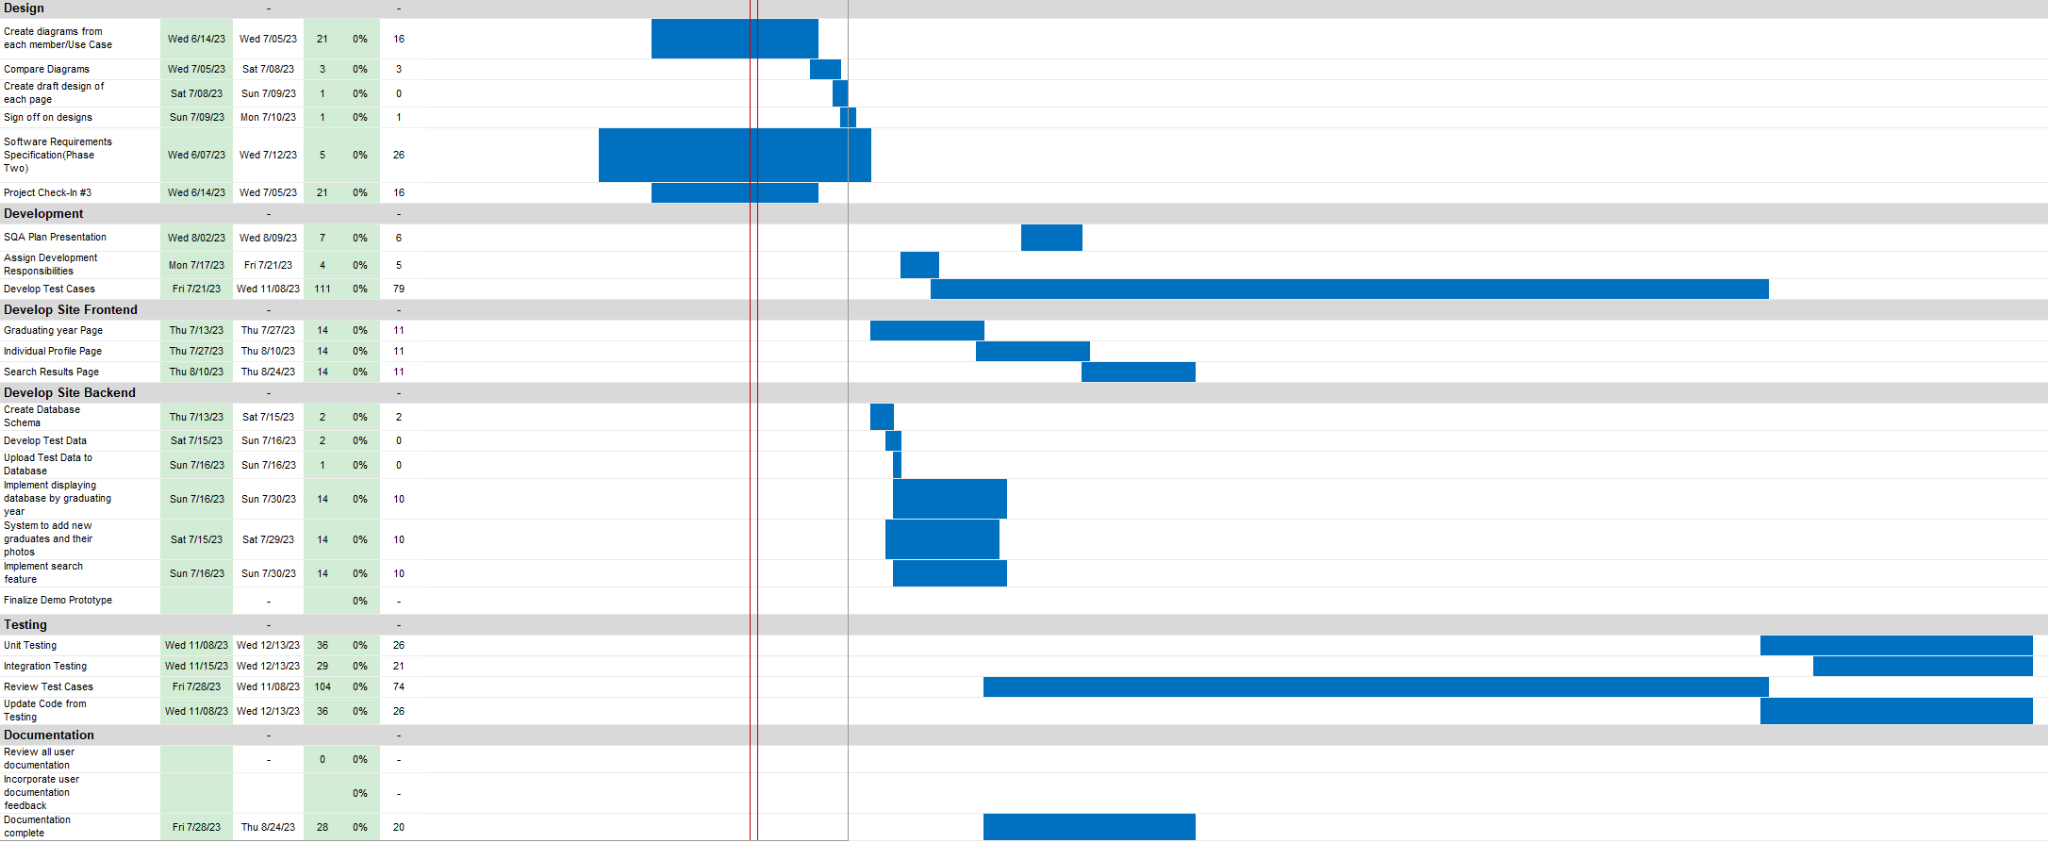 Design - -
Create diagrams from
each member/Use Case Wed 6/14/23 Wed 7/05/23 21 0% 16
Compare Diagrams Wed 7/05/23 Sat 7/08/23 3 0% 3
Create draft design of
each page Sat 7/08/23 Sun 7/09/23 1 0% 0
Sign off on designs Sun 7/09/23 Mon 7/10/23 1 0% 1
Software Requirements
Specification(Phase Wed 6/07/23 Wed 7/12/23 5 0% 26
Two)
Project Check-In #3 Wed 6/14/23 Wed 7/05/23 21 0% 16
Development - -
SQA Plan Presentation Wed 8/02/23 Wed 8/09/23 7 0% 6
Assign Development
Responsibilities Mon 7/17/23 Fri 7/21/23 4 0% 5
Develop Test Cases Fri 7/21/23 Wed 11/08/23 111 0% 79
Develop Site Frontend - -
Graduating year Page Thu 7/13/23 Thu 7/27/23 14 0% 11
Individual Profile Page Thu 7/27/23 Thu 8/10/23 14 0% 11
Search Results Page Thu 8/10/23 Thu 8/24/23 14 0% 11
Develop Site Backend - -
Create Database
Schema Thu 7/13/23 Sat 7/15/23 2 0% 2
Develop Test Data Sat 7/15/23 Sun 7/16/23 2 0% 0
Upload Test Data to
Database Sun 7/16/23 Sun 7/16/23 1 0% 0
Implement displaying
database by graduating Sun 7/16/23 Sun 7/30/23 14 0% 10
year
System to add new
graduates and their Sat 7/15/23 Sat 7/29/23 14 0% 10
photos
Implement search
feature Sun 7/16/23 Sun 7/30/23 14 0% 10
Finalize Demo Prototype - 0% -
Testing - -
Unit Testing Wed 11/08/23 Wed 12/13/23 36 0% 26
Integration Testing Wed 11/15/23 Wed 12/13/23 29 0% 21
Review Test Cases Fri 7/28/23 Wed 11/08/23 104 0% 74
Update Code from
Testing Wed 11/08/23 Wed 12/13/23 36 0% 26
Documentation - -
Review all user
documentation - 0 0% -
Incorporate user
documentation 0% -
feedback
Documentation
complete Fri 7/28/23 Thu 8/24/23 28 0% 20